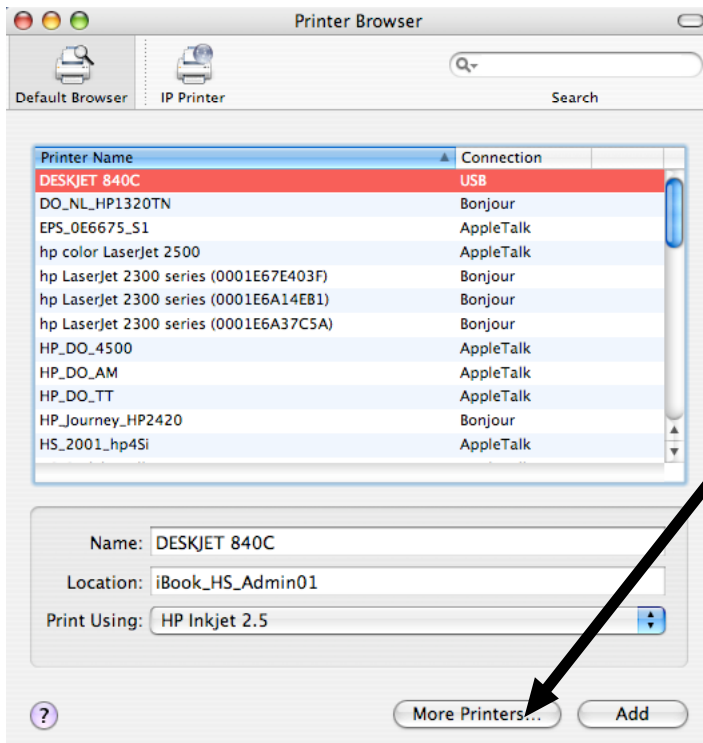 Printer Browser
Default Browser IP Printer Search
Printer Name Connection
DESKJET 840C USB
DO_NL_HP1320TN Bonjour
EPS_0E6675_S1 AppleTalk
hp color LaserJet 2500 AppleTalk
hp LaserJet 2300 series (0001E67E403F) Bonjour
hp LaserJet 2300 series (0001E6A14EB1) Bonjour
hp LaserJet 2300 series (0001E6A37C5A) Bonjour
HP_DO_4500 AppleTalk
HP_DO_AM AppleTalk
HP_DO_TT AppleTalk
HP_Journey_HP2420 Bonjour
HS_2001_hp4Si AppleTalk
Name: DESKJET 840C
Location: iBook_HS_Admin01
Print Using: HP Inkjet 2.5
? More Printers... Add